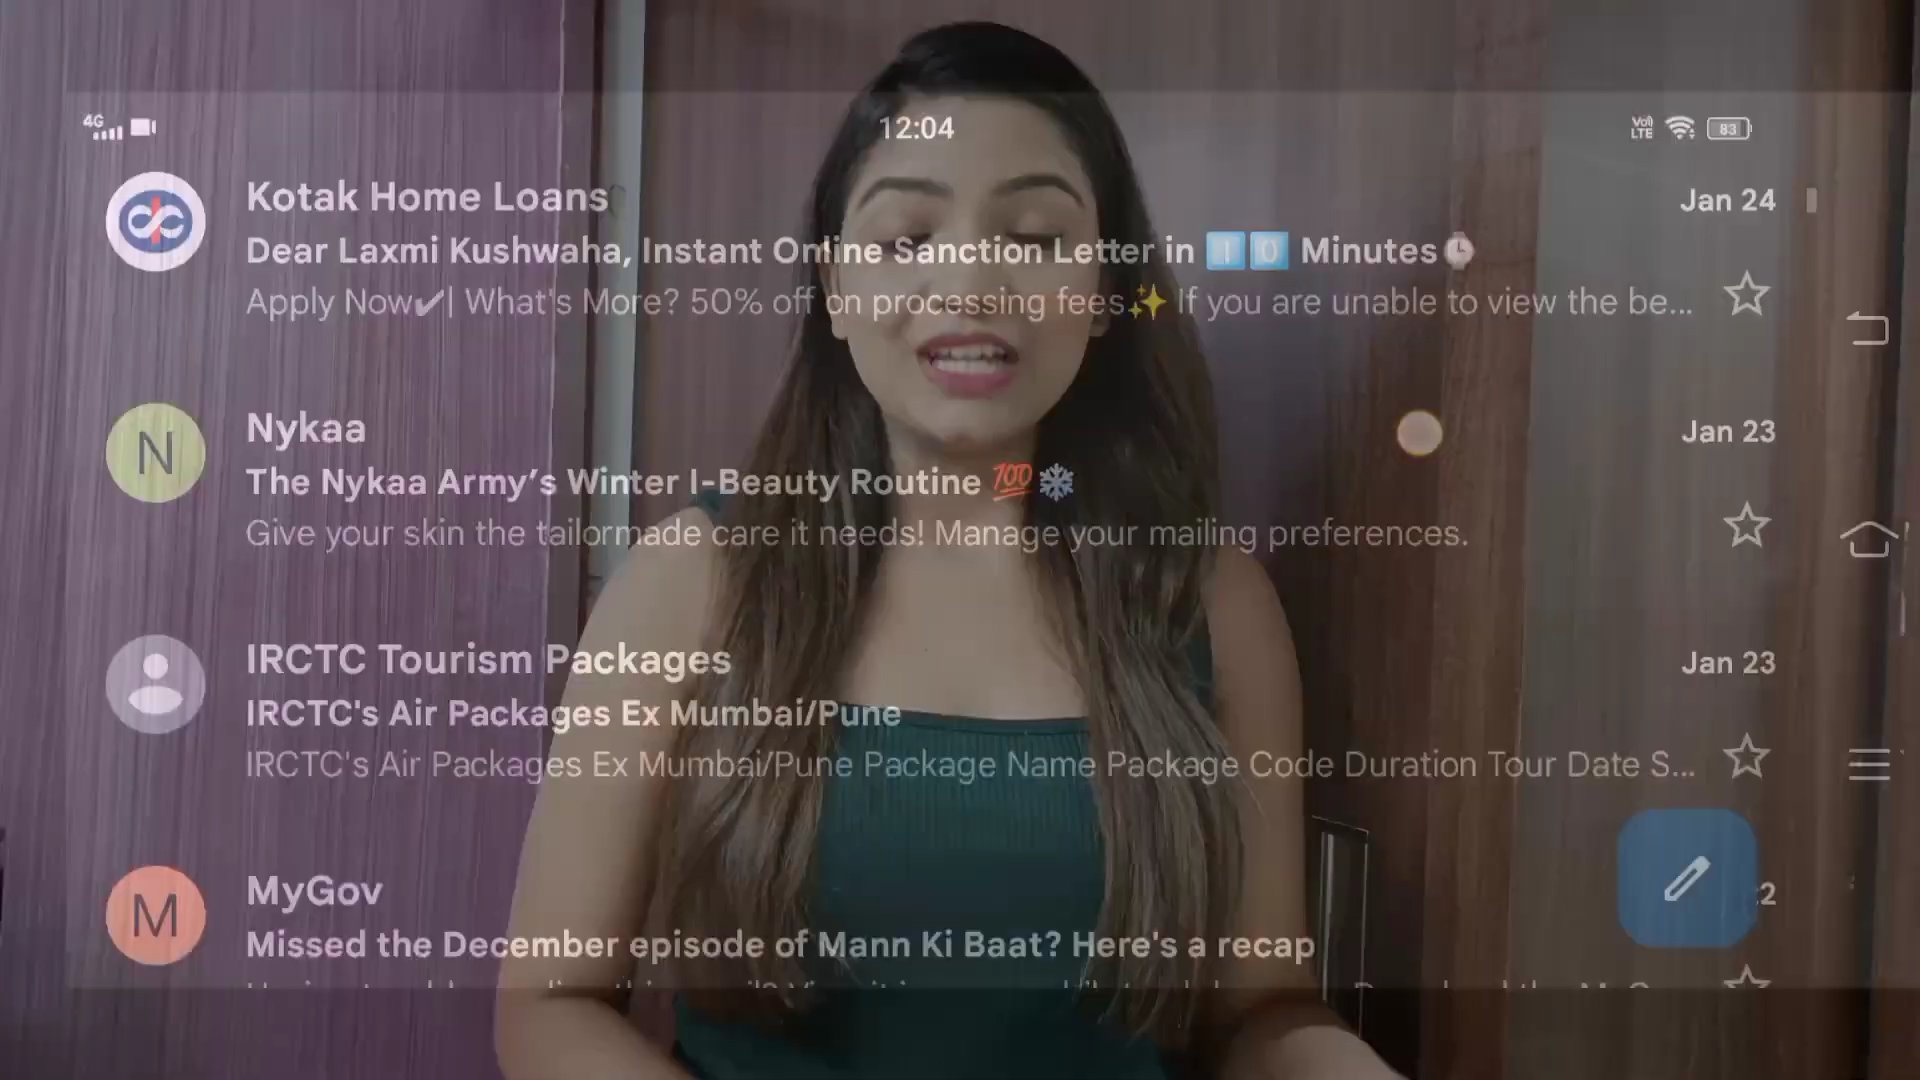 4G
12:04
Vo) LTE
83
Kotak Home Loans
Jan 24
Dear Laxmi Kushwaha, Instant Online Sanction Letter in 1️⃣0️⃣ Minutes🕓
Apply Now✔| What's More? 50% off on processing fees✨ If you are unable to view the be...
N
Nykaa
Jan 23
The Nykaa Army’s Winter I-Beauty Routine 💯❄
Give your skin the tailormade care it needs! Manage your mailing preferences.
IRCTC Tourism Packages
Jan 23
IRCTC's Air Packages Ex Mumbai/Pune
IRCTC's Air Packages Ex Mumbai/Pune Package Name Package Code Duration Tour Date S...
M
MyGov
Missed the December episode of Mann Ki Baat? Here's a recap